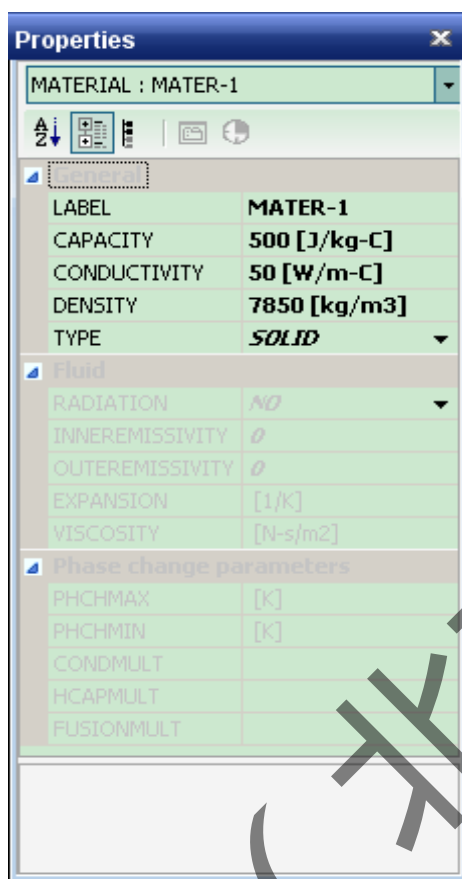 Properties
MATERIAL : MATER-1
General
LABEL MATER-1
CAPACITY 500 [J/kg-C]
CONDUCTIVITY 50 [W/m-C]
DENSITY 7850 [kg/m3]
TYPE SOLID
Fluid
RADIATION NO
INNEREMISSIVITY 0
OUTEREMISSIVITY 0
EXPANSION [1/K]
VISCOSITY [N-s/m2]
Phase change parameters
PHCHMAX [K]
PHCHMIN [K]
CONDMULT
HCAPMULT
FUSIONMULT